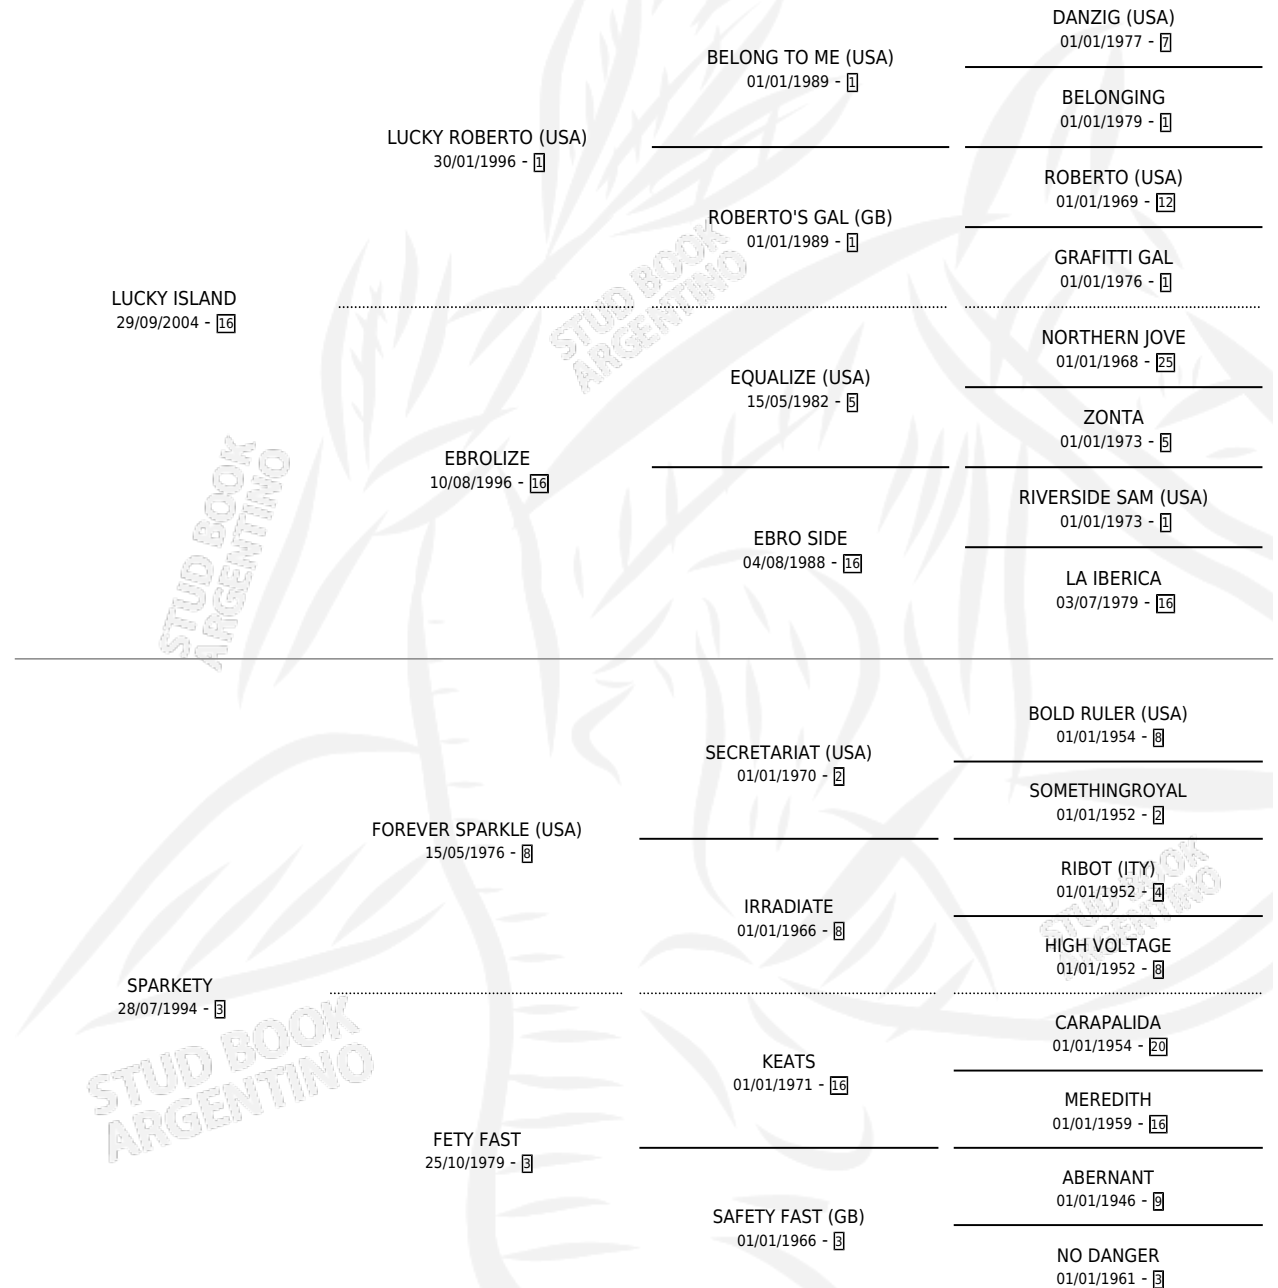 DANZIG (USA)
01/01/1977 - 7
BELONG TO ME (USA)
01/01/1989 - 1
BELONGING
01/01/1979 - 1
LUCKY ROBERTO (USA)
30/01/1996 - 1
ROBERTO (USA)
01/01/1969 - 12
ROBERTO'S GAL (GB)
01/01/1989 - 1
GRAFITTI GAL
01/01/1976 - 1
LUCKY ISLAND
29/09/2004 - 16
NORTHERN JOVE
01/01/1968 - 25
EQUALIZE (USA)
15/05/1982 - 5
ZONTA
01/01/1973 - 5
EBROLIZE
10/08/1996 - 16
RIVERSIDE SAM (USA)
01/01/1973 - 1
EBRO SIDE
04/08/1988 - 16
LA IBERICA
03/07/1979 - 16
BOLD RULER (USA)
01/01/1954 - 8
SECRETARIAT (USA)
01/01/1970 - 2
SOMETHINGROYAL
01/01/1952 - 2
FOREVER SPARKLE (USA)
15/05/1976 - 8
RIBOT (ITY)
01/01/1952 - 4
IRRADIATE
01/01/1966 - 8
HIGH VOLTAGE
01/01/1952 - 8
SPARKETY
28/07/1994 - 3
CARAPALIDA
01/01/1954 - 20
KEATS
01/01/1971 - 16
MEREDITH
01/01/1959 - 16
FETY FAST
25/10/1979 - 3
ABERNANT
01/01/1946 - 9
SAFETY FAST (GB)
01/01/1966 - 3
NO DANGER
01/01/1961 - 3
STUD BOOK
ARGENTINO
STUD BOOK
ARGENTINO
STUD BOOK
ARGENTINO
STUD BOOK
ARGENTINO